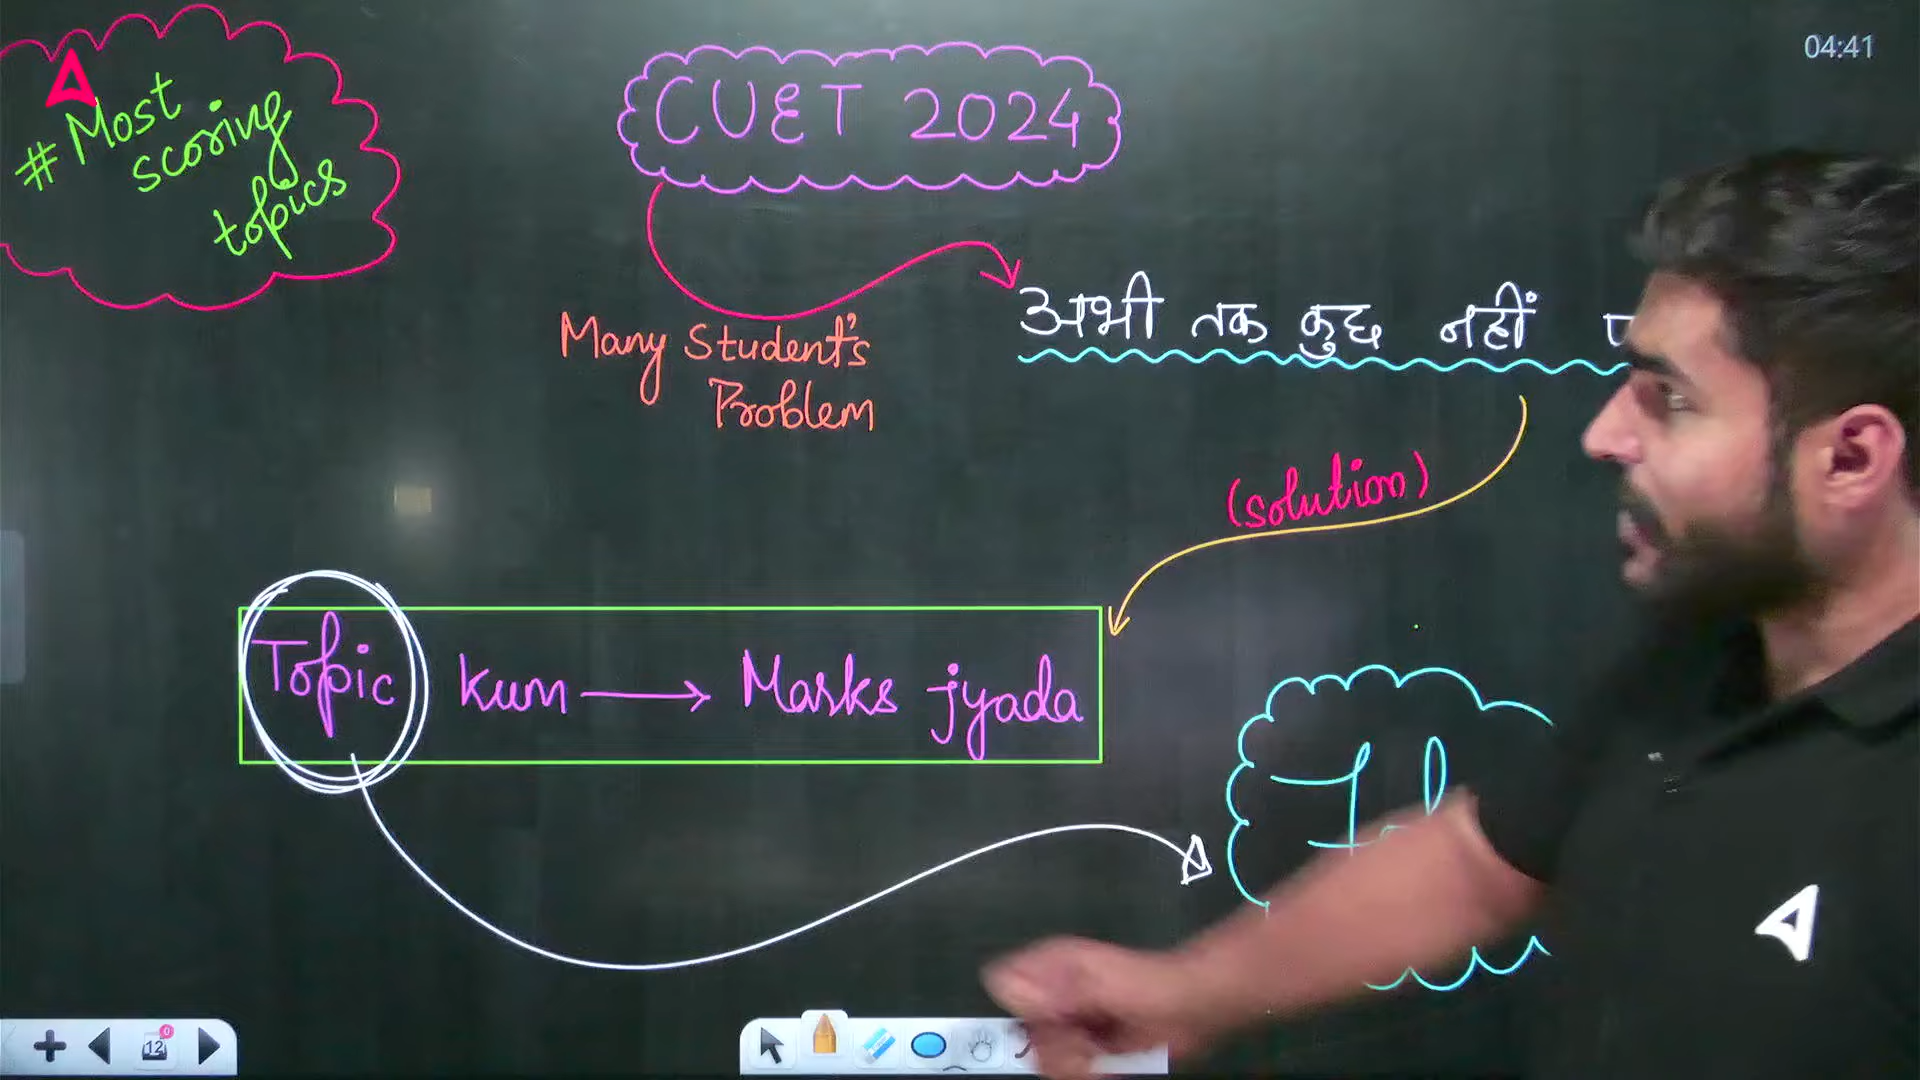 04:41
# Most
scoring
topics
CUET 2024
Many Student's
Problem
अभी तक कुछ नहीं
(solution)
Topic kum → Marks jyada
12
0